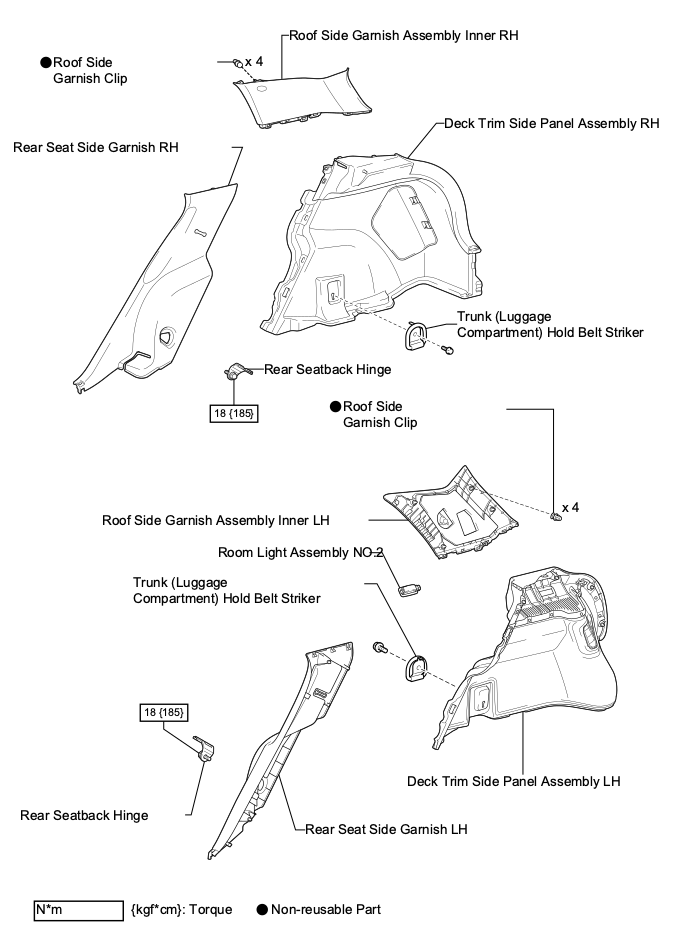 Roof Side Garnish Assembly Inner RH
●Roof Side
Garnish Clip
x 4
Deck Trim Side Panel Assembly RH
Rear Seat Side Garnish RH
Trunk (Luggage
Compartment) Hold Belt Striker
Rear Seatback Hinge
18 {185}
●Roof Side
Garnish Clip
x 4
Roof Side Garnish Assembly Inner LH
Room Light Assembly NO.2
Trunk (Luggage
Compartment) Hold Belt Striker
18 {185}
Deck Trim Side Panel Assembly LH
Rear Seatback Hinge
Rear Seat Side Garnish LH
N*m {kgf*cm}: Torque ● Non-reusable Part